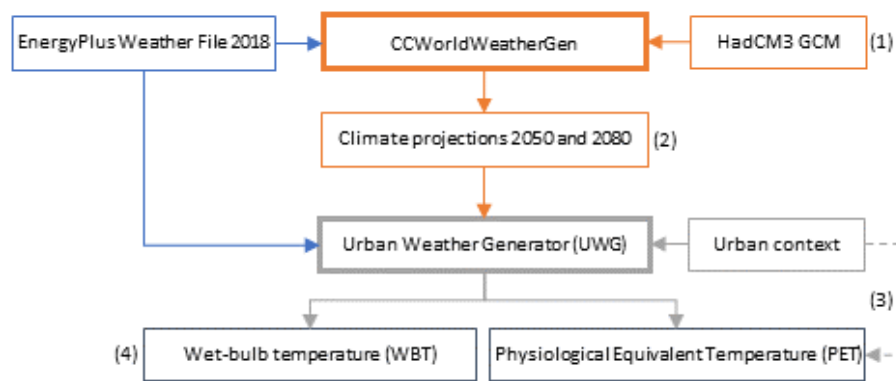 EnergyPlus Weather File 2018
CCWorldWeatherGen
HadCM3 GCM
(1)
Climate projections 2050 and 2080
(2)
Urban Weather Generator (UWG)
Urban context
(3)
(4)
Wet-bulb temperature (WBT)
Physiological Equivalent Temperature (PET)